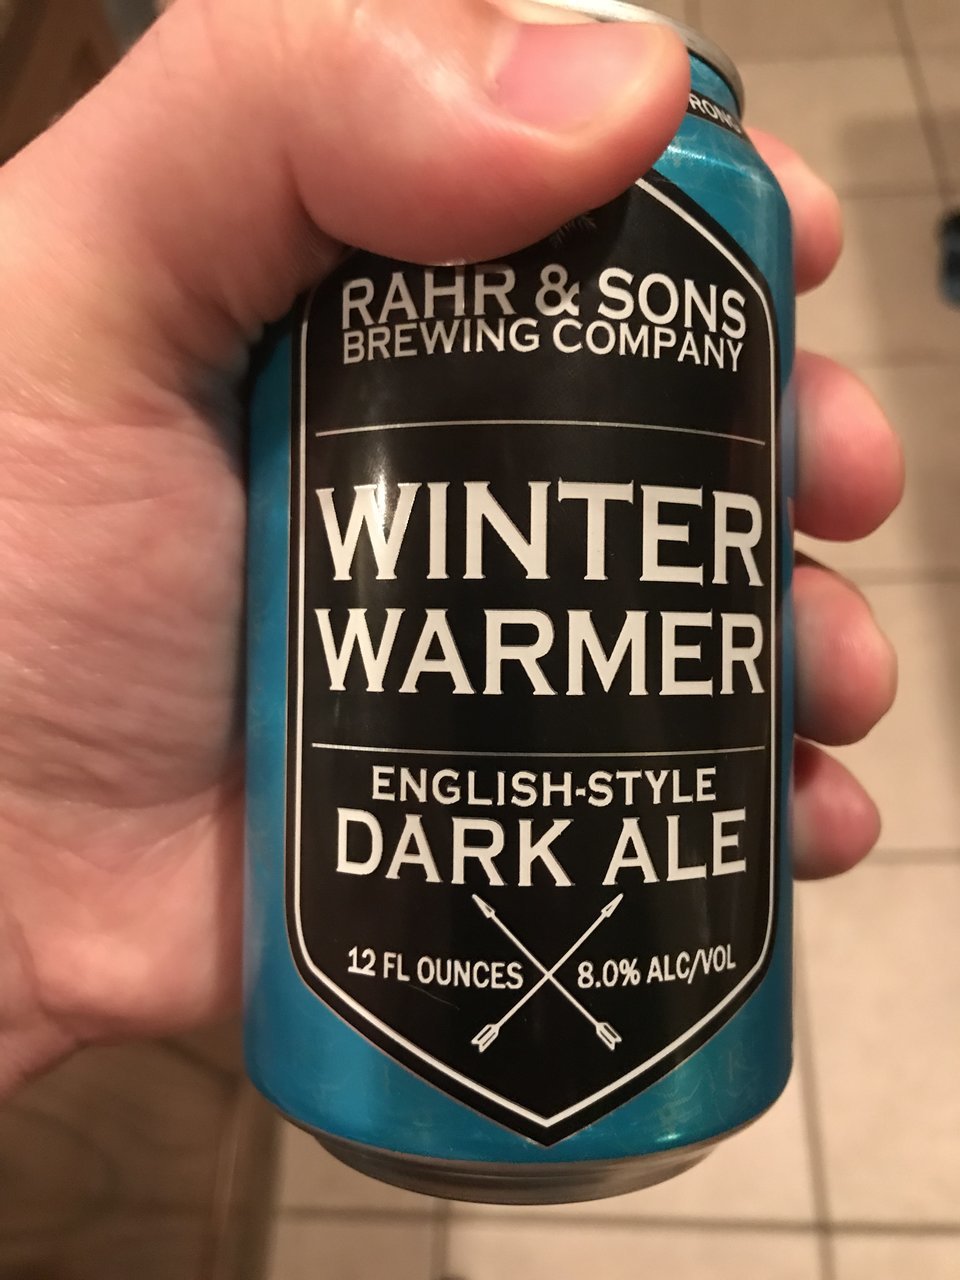 RAHR & SONS
BREWING COMPANY
WINTER
WARMER
ENGLISH-STYLE
DARK ALE
12 FL OUNCES 8.0% ALC/VOL